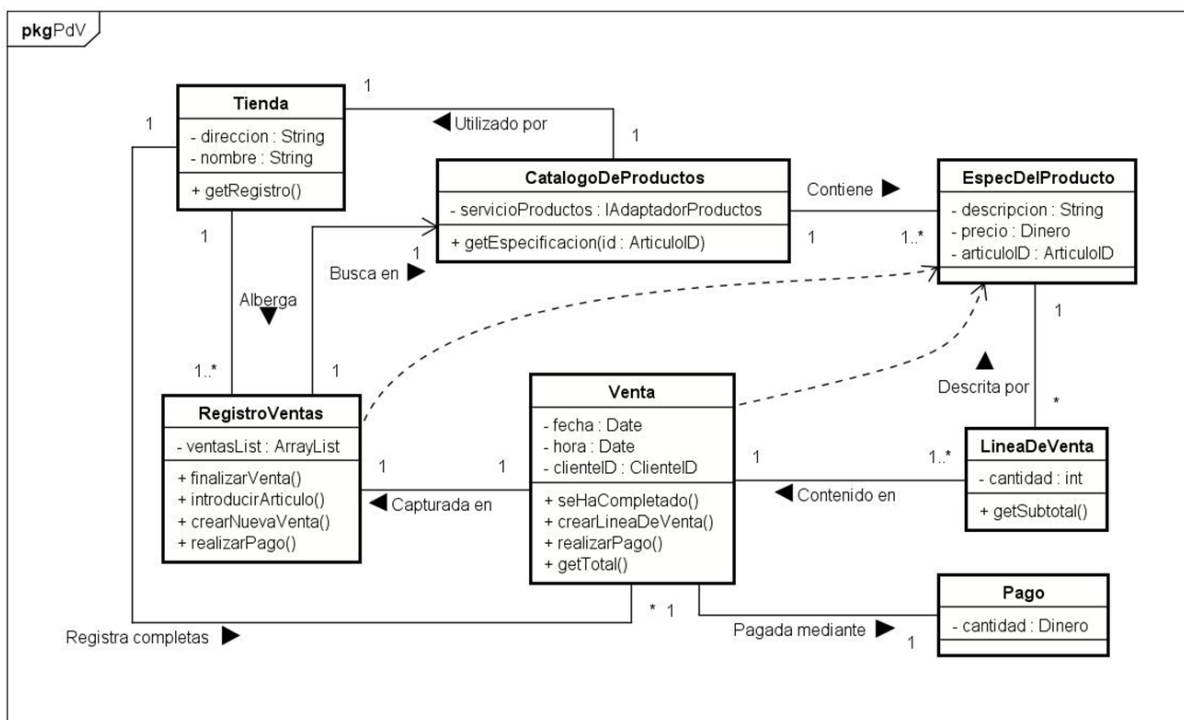 pkgPdV
Tienda
- direccion : String
- nombre : String
+ getRegistro()
1
1
Utilizado por
1
CatalogoDeProductos
- servicioProductos : IAdaptadorProductos
+ getEspecificacion(id : ArticuloID)
Contiene
1
1..*
EspecDelProducto
- descripcion : String
- precio : Dinero
- articuloID : ArticuloID
1
Alberga
1..*
Busca en
1
1
1
Descrita por
*
RegistroVentas
- ventasList : ArrayList
+ finalizarVenta()
+ introducirArticulo()
+ crearNuevaVenta()
+ realizarPago()
1
1
Capturada en
Venta
- fecha : Date
- hora : Date
- clienteID : ClienteID
+ seHaCompletado()
+ crearLineaDeVenta()
+ realizarPago()
+ getTotal()
1
1..*
Contenido en
LineaDeVenta
- cantidad : int
+ getSubtotal()
Registra completas
*
1
Pagada mediante
1
Pago
- cantidad : Dinero